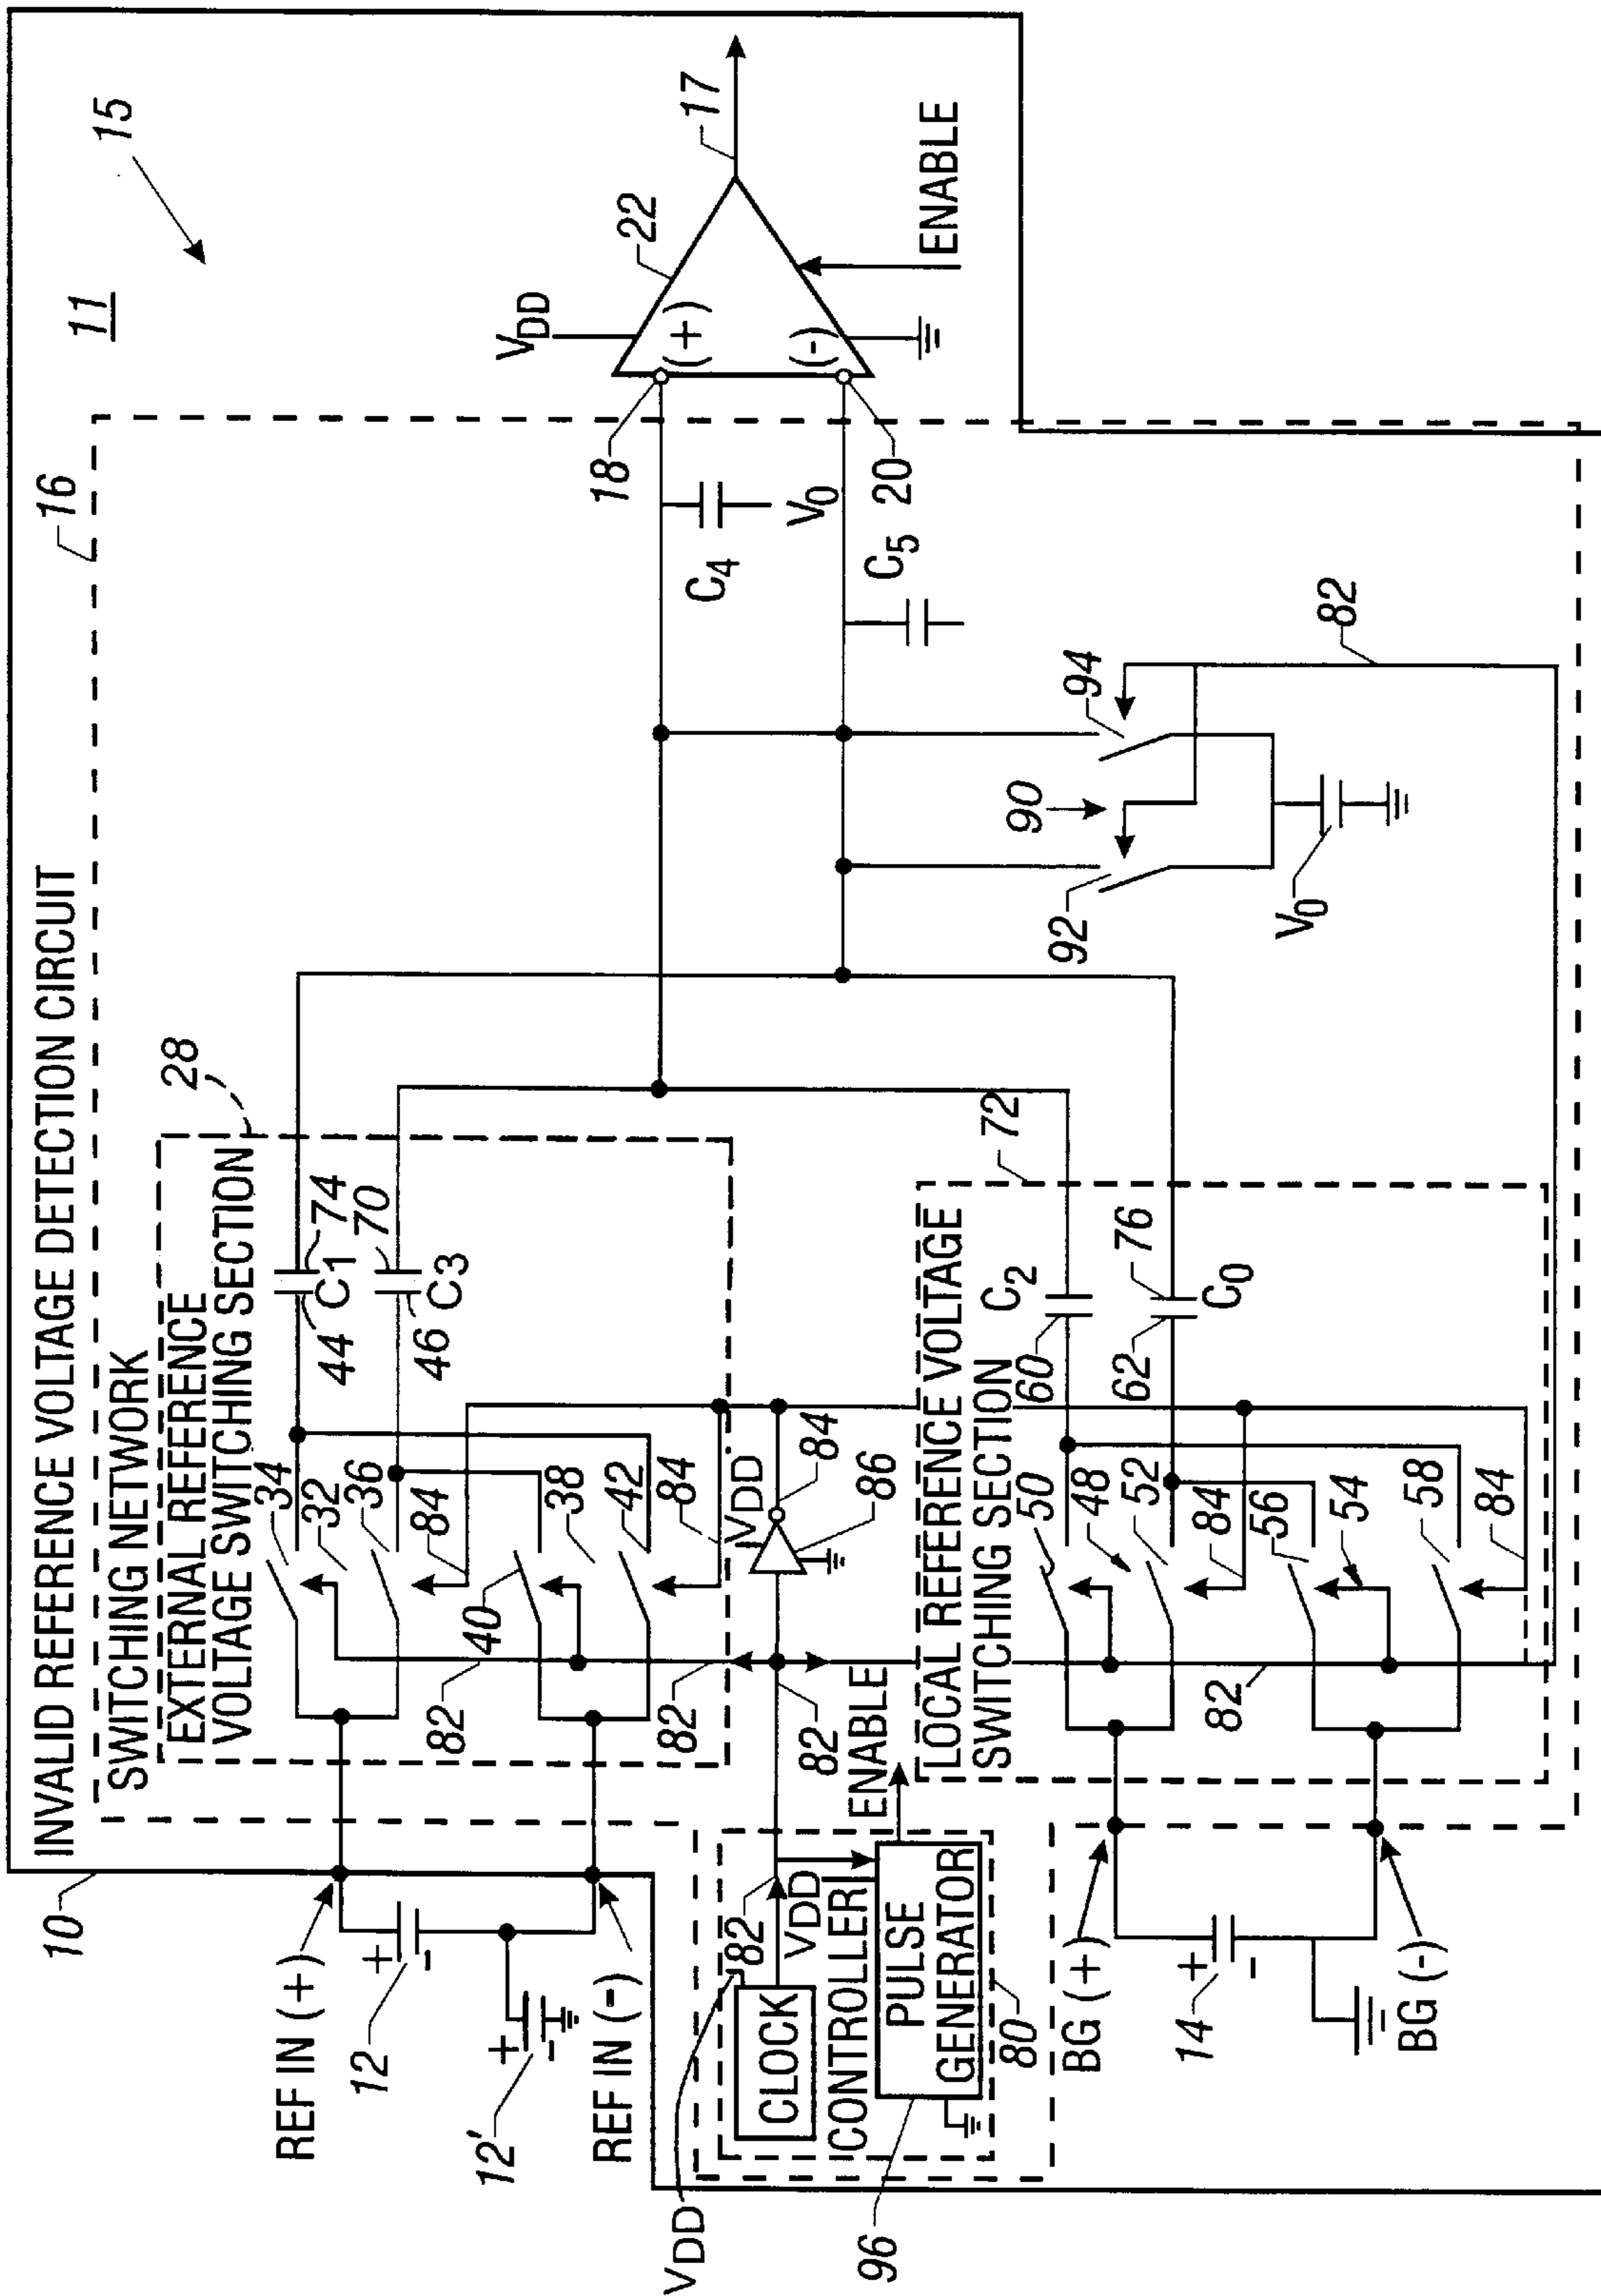 INVALID REFERENCE VOLTAGE DETECTION CIRCUIT
10
11
15
16
SWITCHING NETWORK
EXTERNAL REFERENCE
VOLTAGE SWITCHING SECTION
28
REF IN (+)
12
+
-
12'
+
-
REF IN (-)
34
32
36
84
82
40
38
42
84
82
44
C1
74
46
C3
70
VDD
CLOCK
82
VDD
CONTROLLER
PULSE
GENERATOR
96
80
82
ENABLE
VDD
84
86
BG (+)
14
+
-
BG (-)
LOCAL REFERENCE VOLTAGE
SWITCHING SECTION
72
50
48
52
84
56
54
58
84
82
60
C2
62
C0
76
90
92
94
V0
82
C4
V0
C5
18
20
VDD
(+)
(-)
22
17
ENABLE